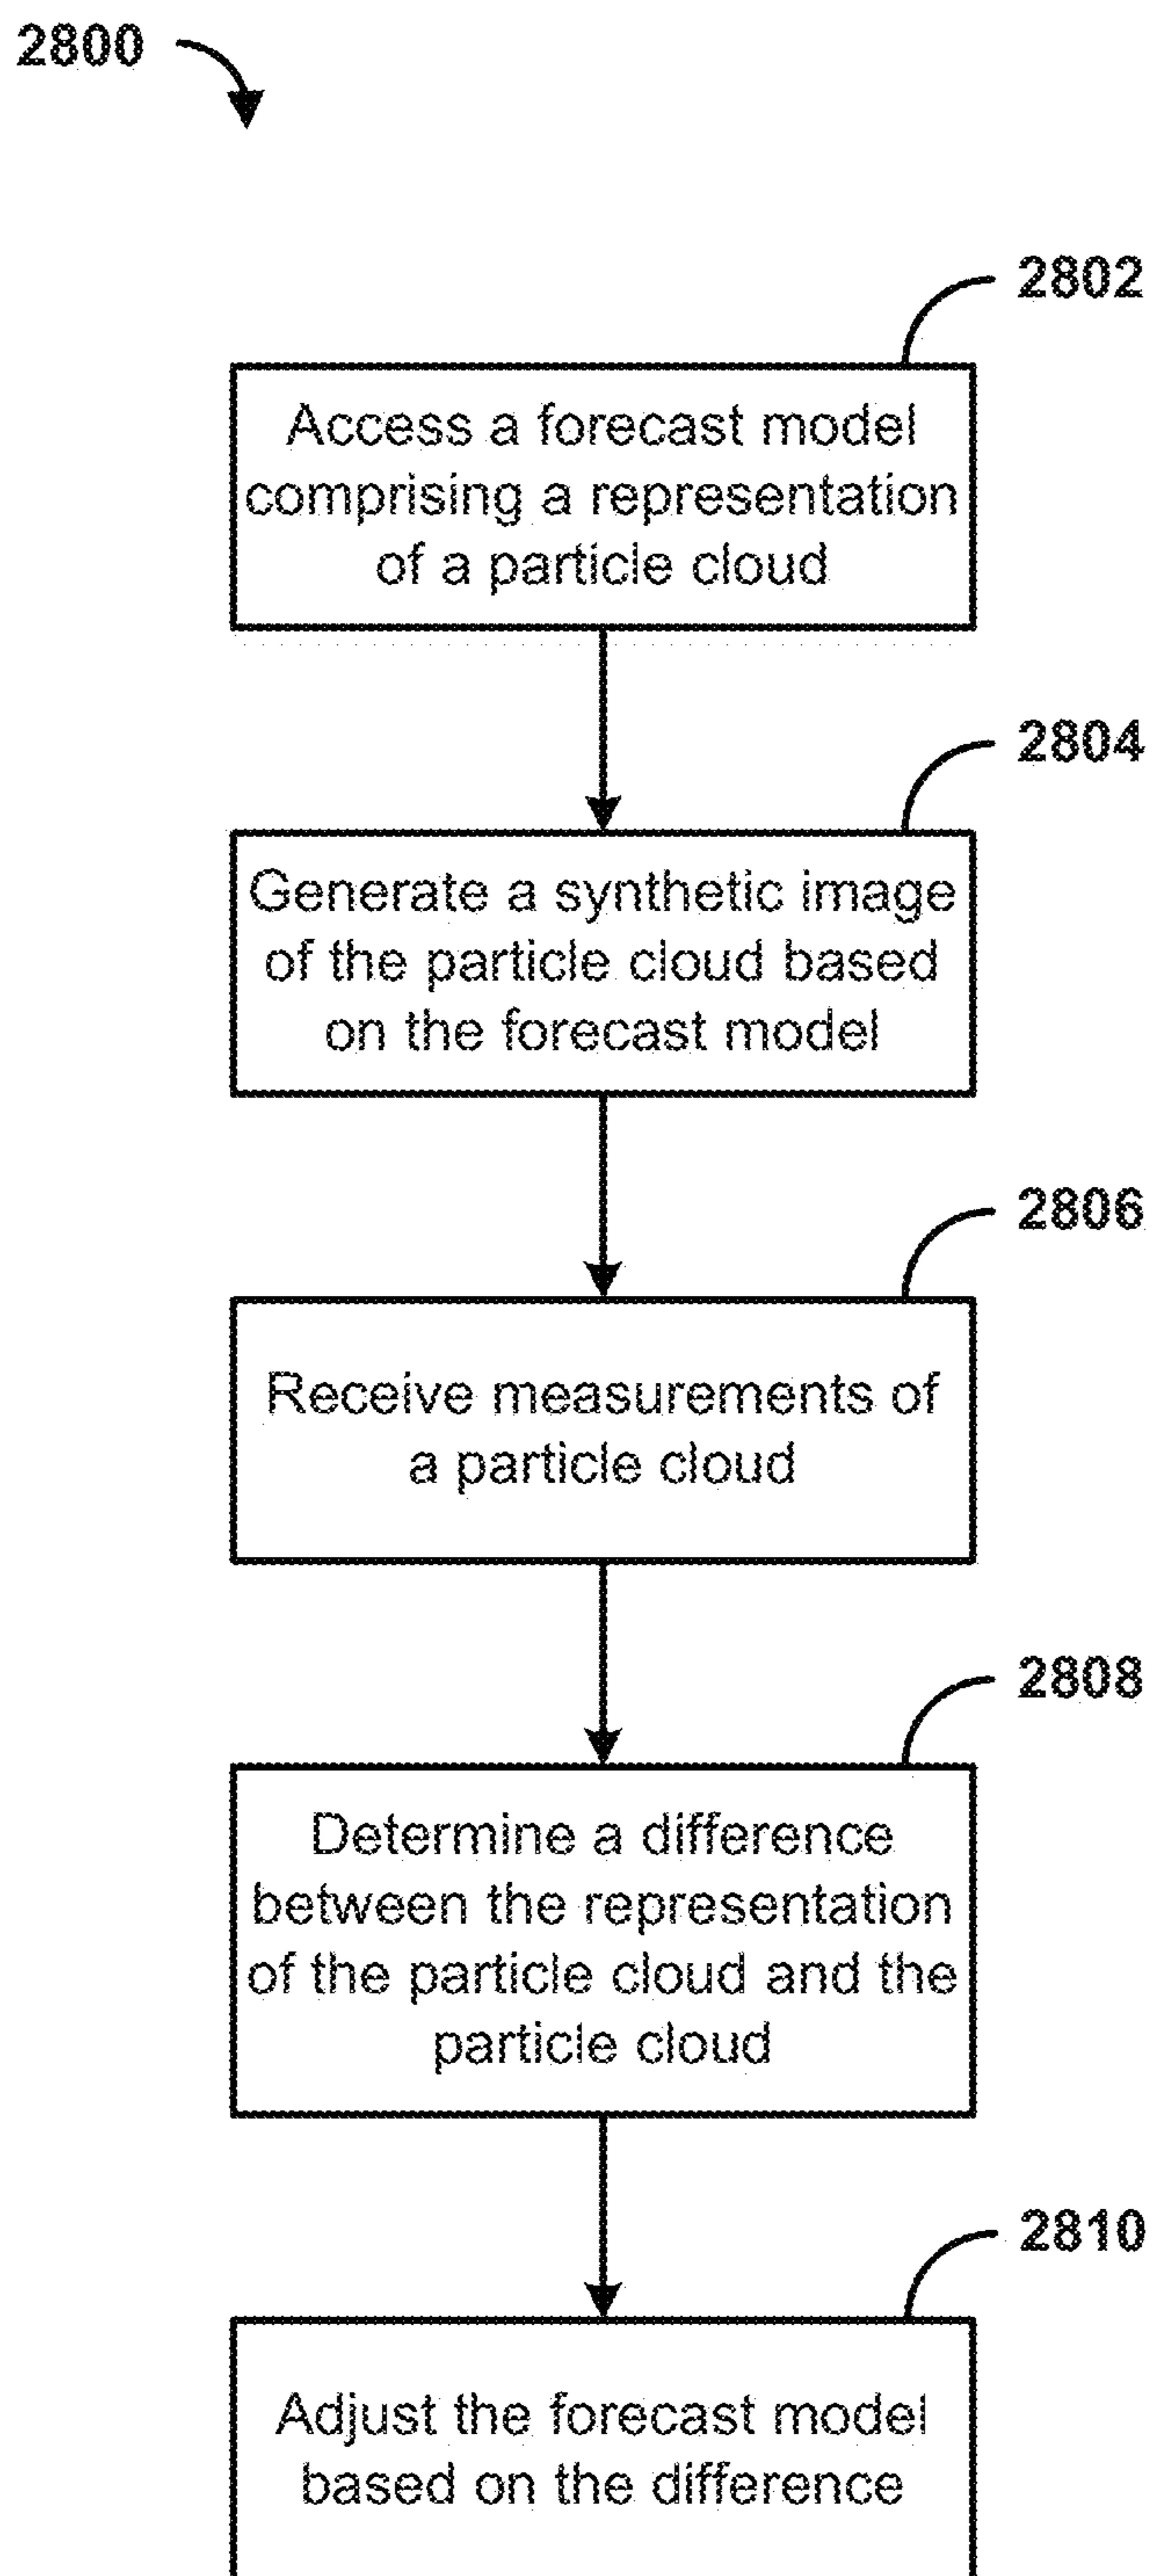 2800
2802
Access a forecast model
comprising a representation
of a particle cloud
2804
Generate a synthetic image
of the particle cloud based
on the forecast model
2806
Receive measurements of
a particle cloud
2808
Determine a difference
between the representation
of the particle cloud and the
particle cloud
2810
Adjust the forecast model
based on the difference